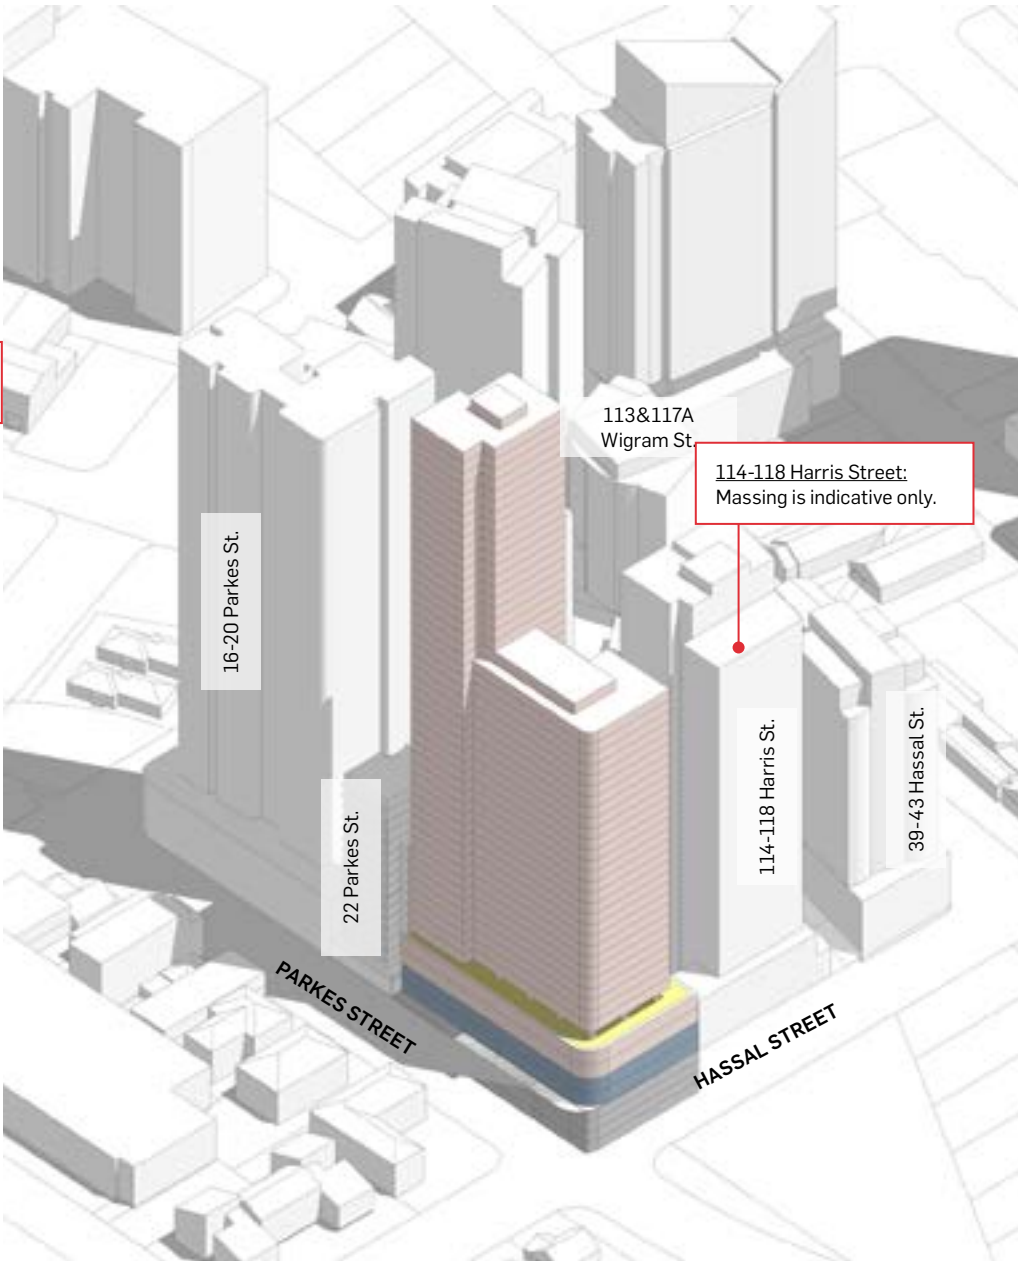 113&117A
Wigram St.
114-118 Harris Street:
Massing is indicative only.
16-20 Parkes St.
22 Parkes St.
114-118 Harris St.
39-43 Hassal St.
PARKES STREET
HASSAL STREET